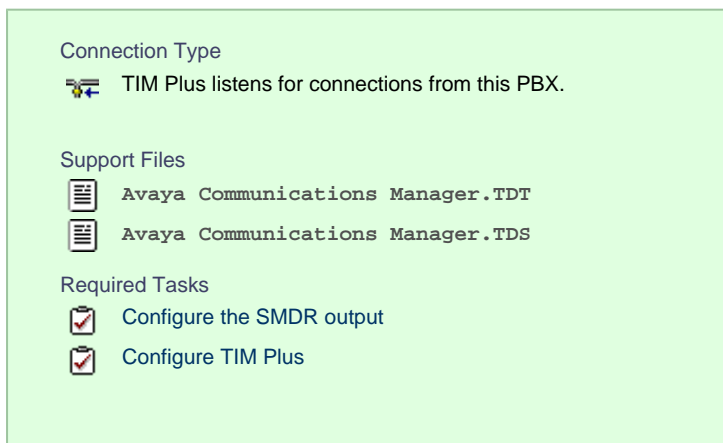 Connection Type
TIM Plus listens for connections from this PBX.
Support Files
Avaya Communications Manager.TDT
Avaya Communications Manager.TDS
Required Tasks
Configure the SMDR output
Configure TIM Plus